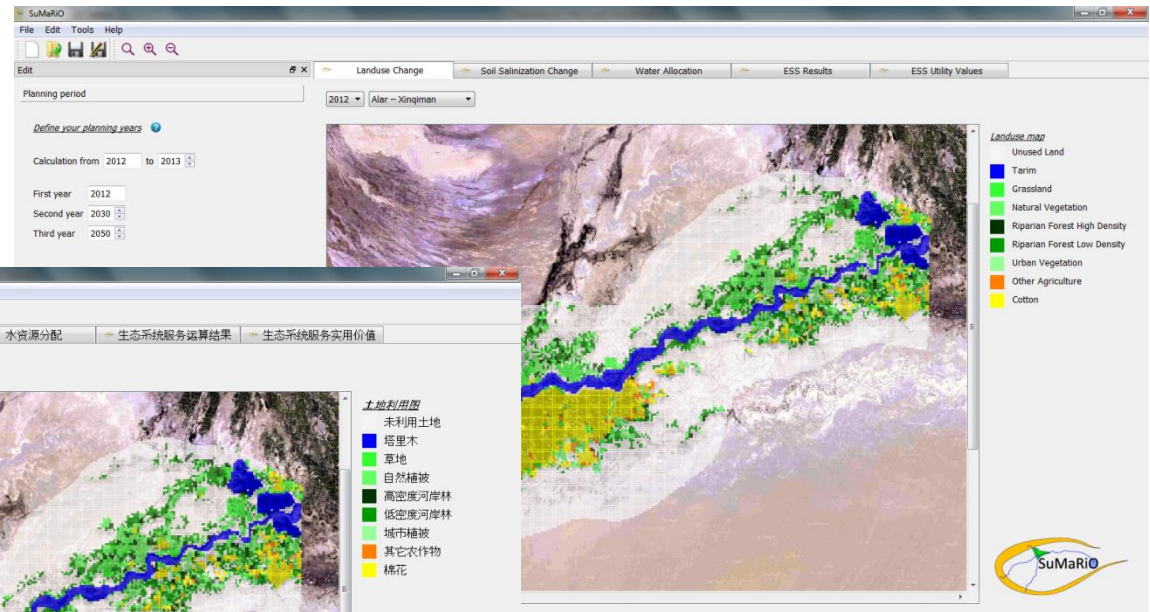 SuMaRiO
File Edit Tools Help
Edit
Landuse Change
Soil Salinization Change
Water Allocation
ESS Results
ESS Utility Values
Planning period
2012
Alar – Xinqiman
Define your planning years
Calculation from 2012 to 2013
First year 2012
Second year 2030
Third year 2050
Landuse map
Unused Land
Tarim
Grassland
Natural Vegetation
Riparian Forest High Density
Riparian Forest Low Density
Urban Vegetation
Other Agriculture
Cotton
水资源分配
生态系统服务运算结果
生态系统服务实用价值
土地利用图
未利用土地
塔里木
草地
自然植被
高密度河岸林
低密度河岸林
城市植被
其它农作物
棉花
SuMaRiO